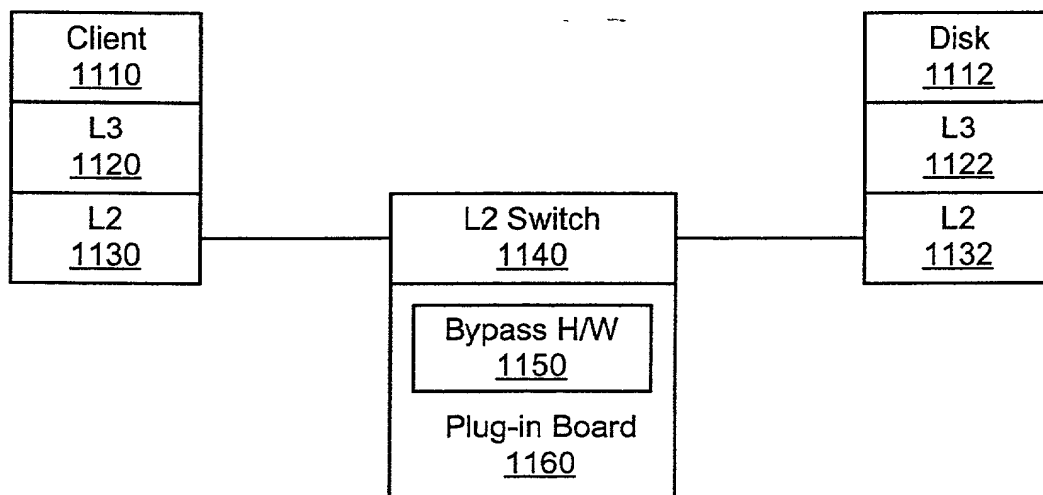 Client
1110
L3
1120
L2
1130
L2 Switch
1140
Bypass H/W
1150
Plug-in Board
1160
Disk
1112
L3
1122
L2
1132